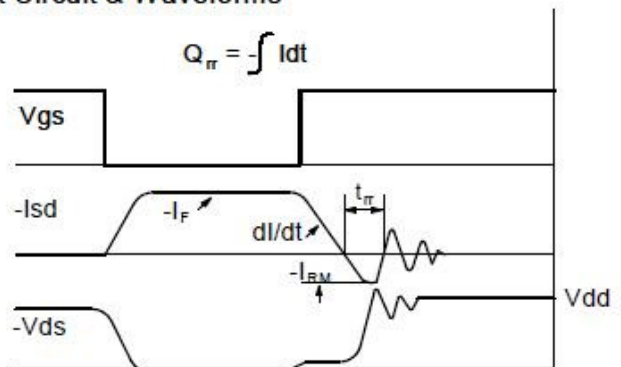 Q_rr = -∫ Idt
Vgs
-Isd
-I_F
t_rr
dI/dt
-I_RM
Vdd
-Vds